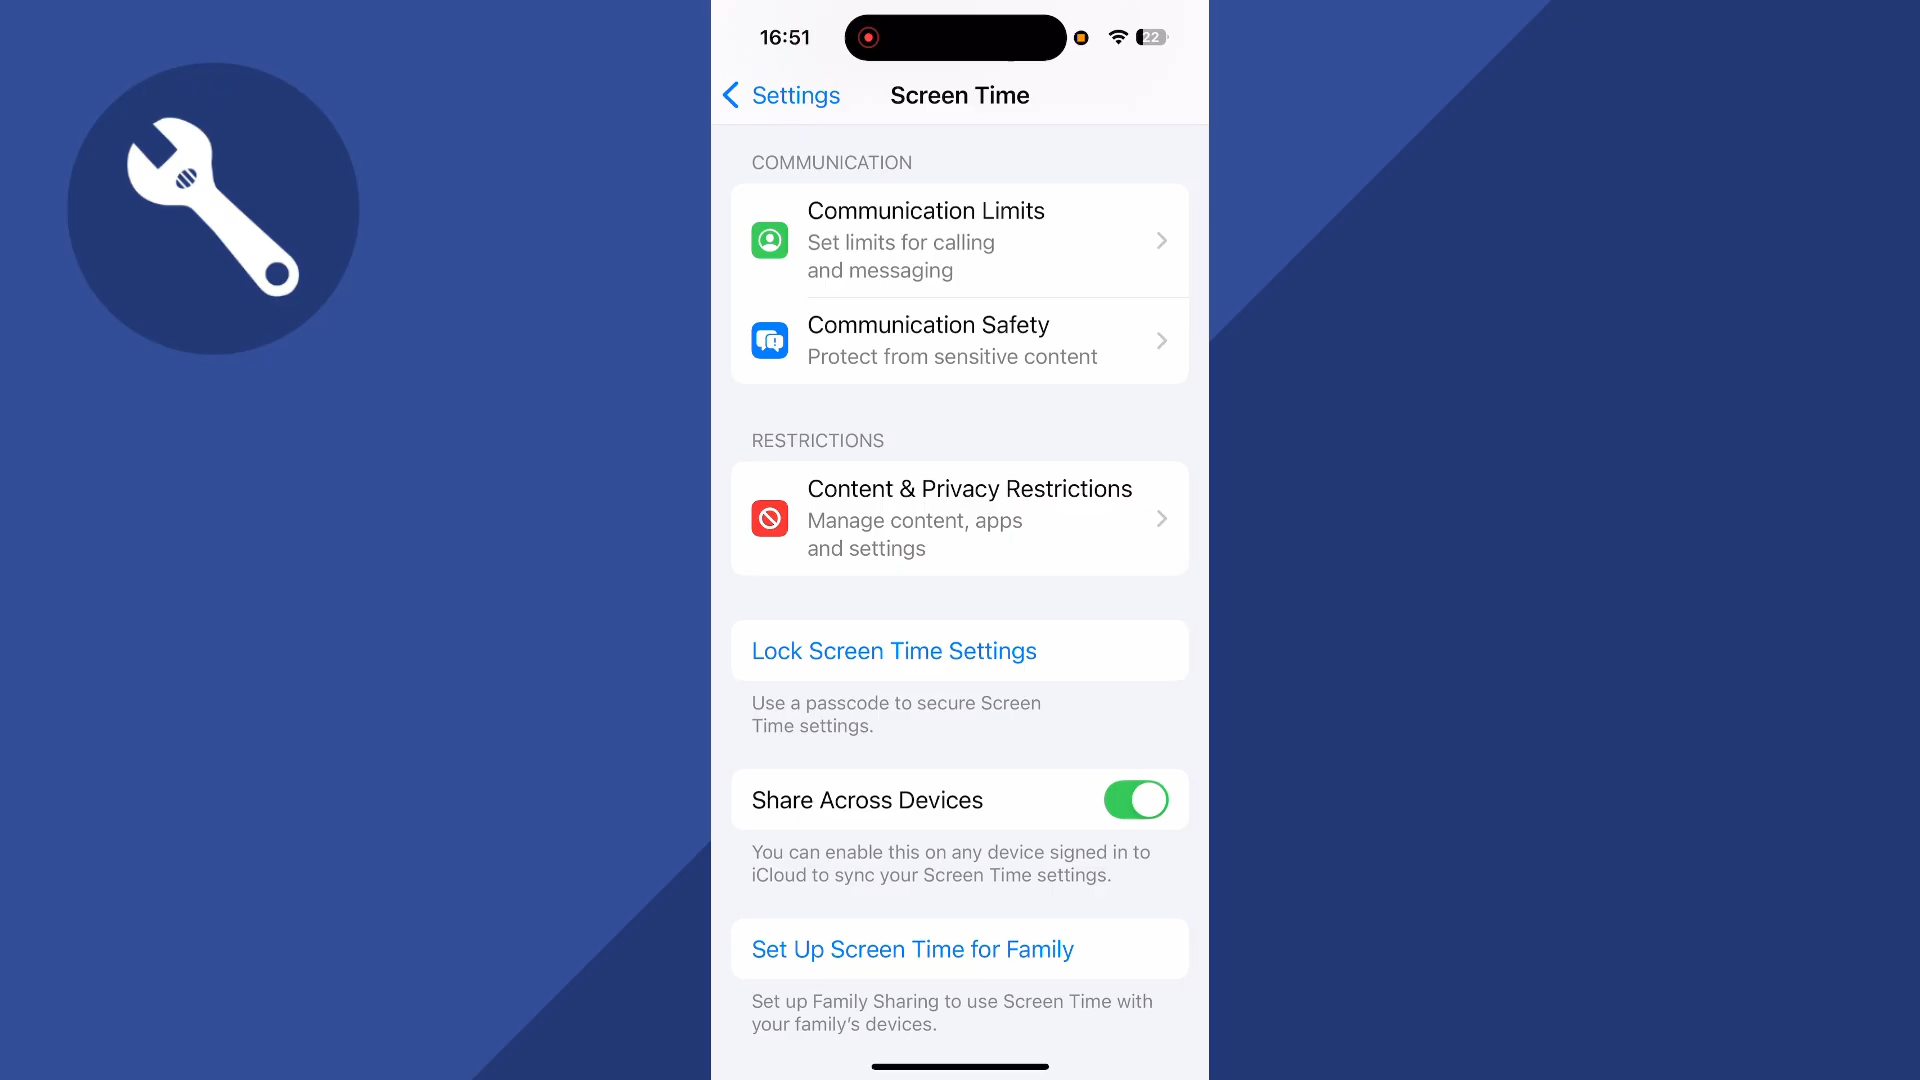 16:51
22
Settings
Screen Time
COMMUNICATION
Communication Limits
Set limits for calling
and messaging
Communication Safety
Protect from sensitive content
RESTRICTIONS
Content & Privacy Restrictions
Manage content, apps
and settings
Lock Screen Time Settings
Use a passcode to secure Screen
Time settings.
Share Across Devices
You can enable this on any device signed in to
iCloud to sync your Screen Time settings.
Set Up Screen Time for Family
Set up Family Sharing to use Screen Time with
your family’s devices.